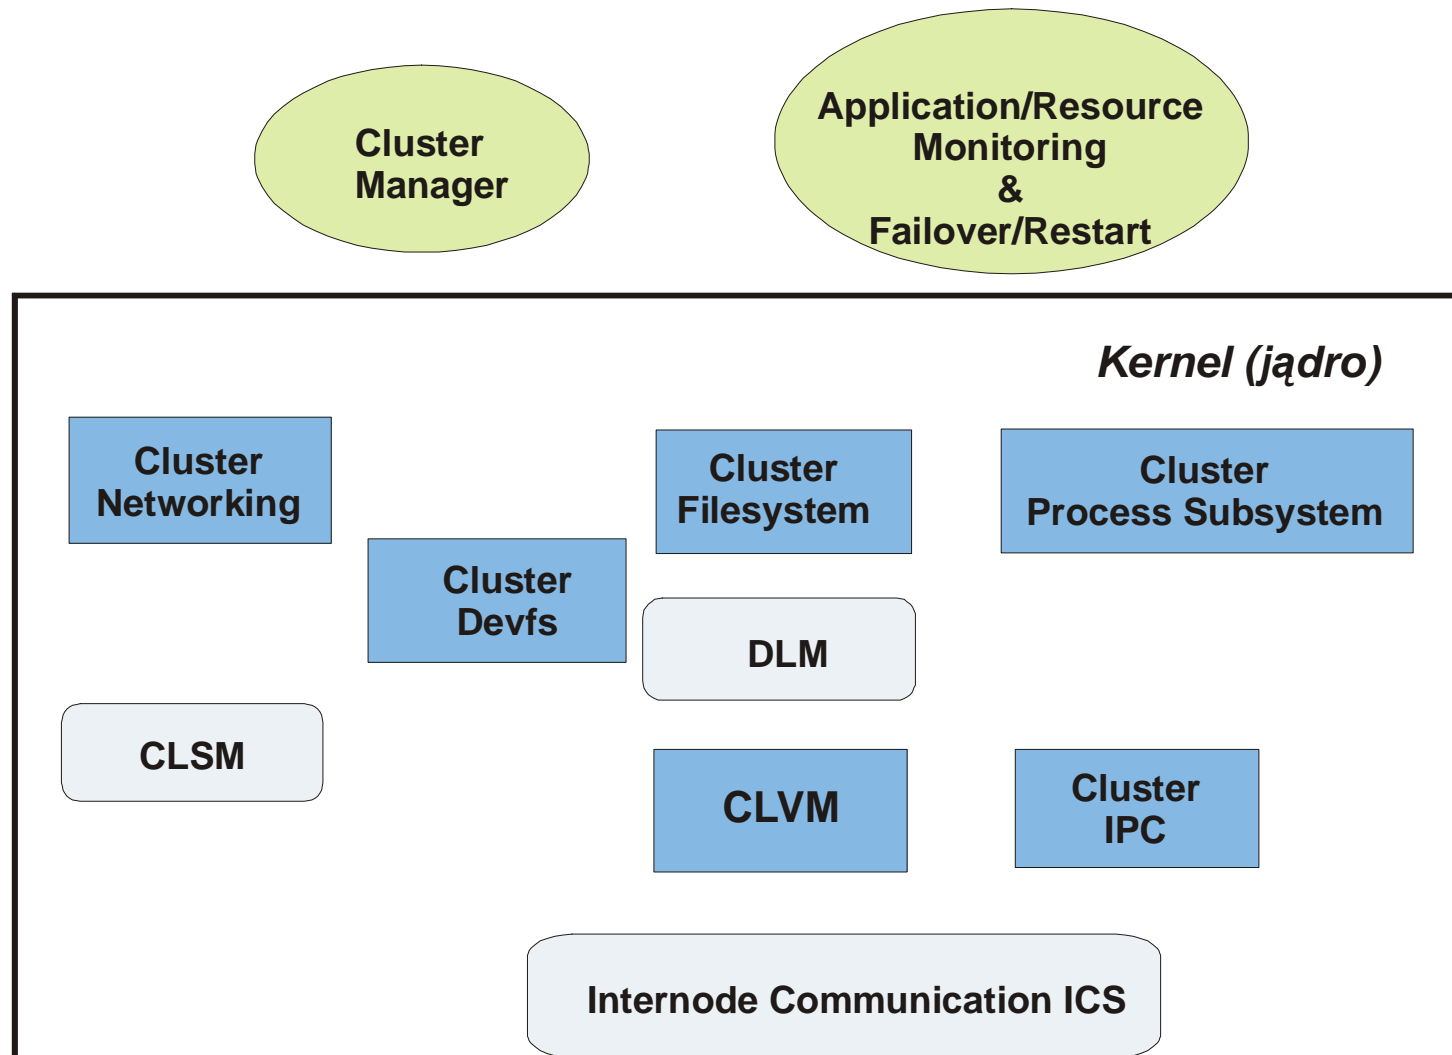 Cluster
Manager
Application/Resource
Monitoring
&
Failover/Restart
Kernel (jądro)
Cluster
Networking
Cluster
Filesystem
Cluster
Process Subsystem
Cluster
Devfs
DLM
CLSM
CLVM
Cluster
IPC
Internode Communication ICS